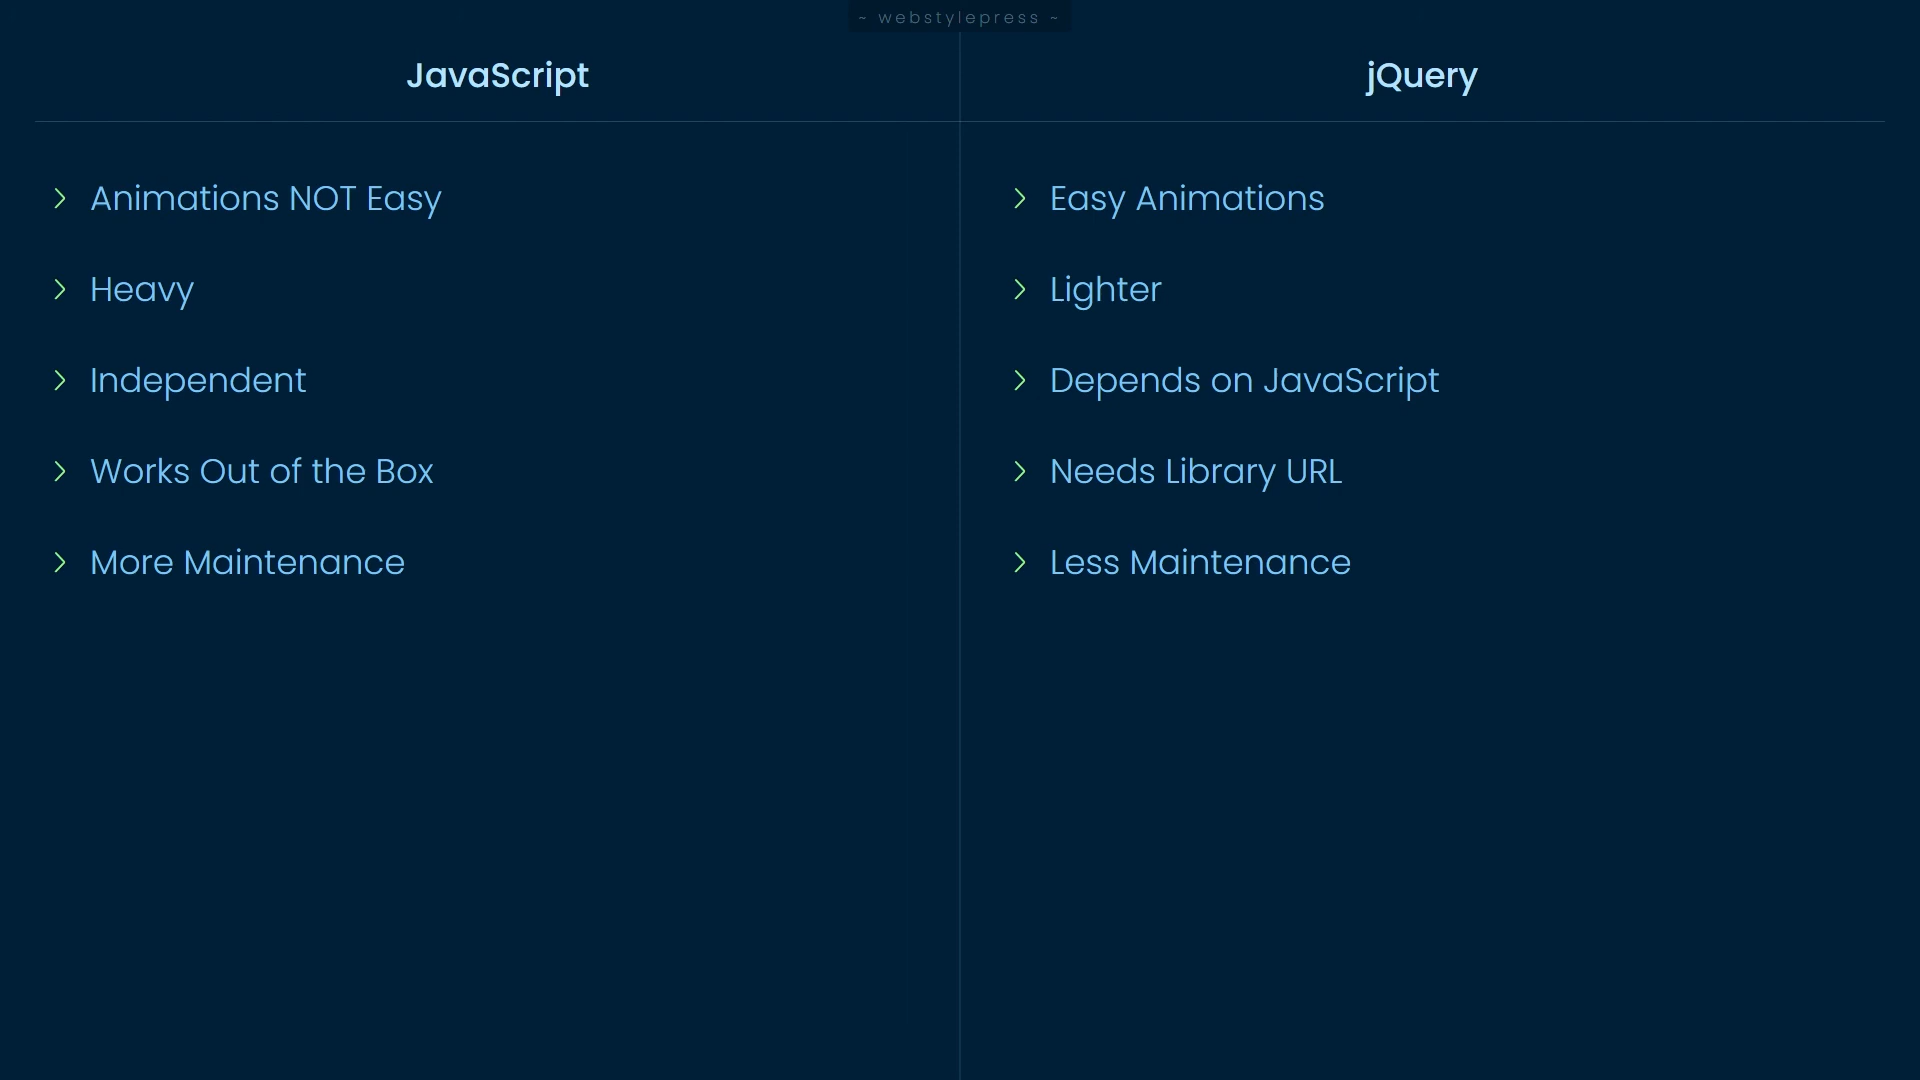 ~ webstylepress ~
JavaScript
jQuery
Animations NOT Easy
Heavy
Independent
Works Out of the Box
More Maintenance
Easy Animations
Lighter
Depends on JavaScript
Needs Library URL
Less Maintenance